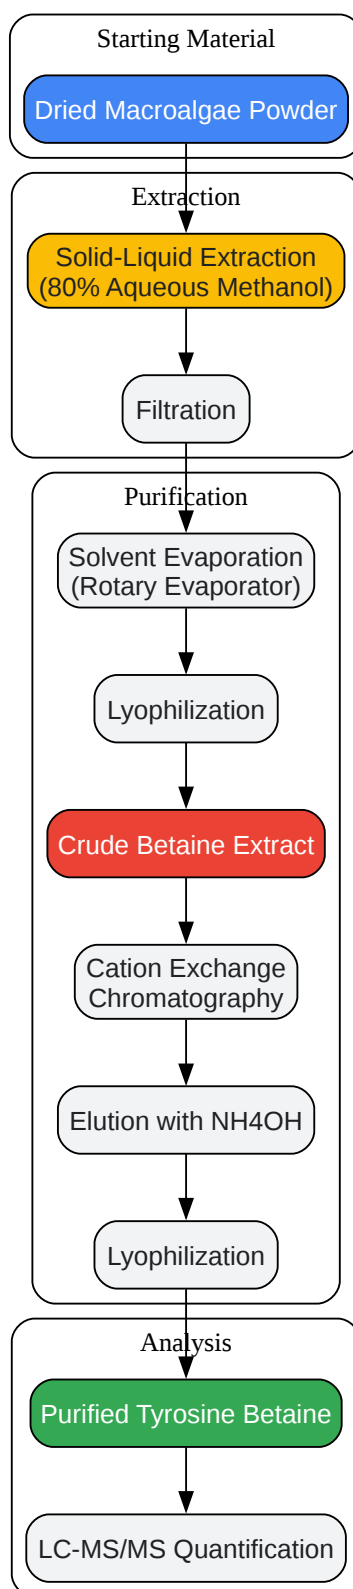 Starting Material
Dried Macroalgae Powder
Extraction
Solid-Liquid Extraction
(80% Aqueous Methanol)
Filtration
Purification
Solvent Evaporation
(Rotary Evaporator)
Lyophilization
Crude Betaine Extract
Cation Exchange
Chromatography
Elution with NH4OH
Lyophilization
Analysis
Purified Tyrosine Betaine
LC-MS/MS Quantification